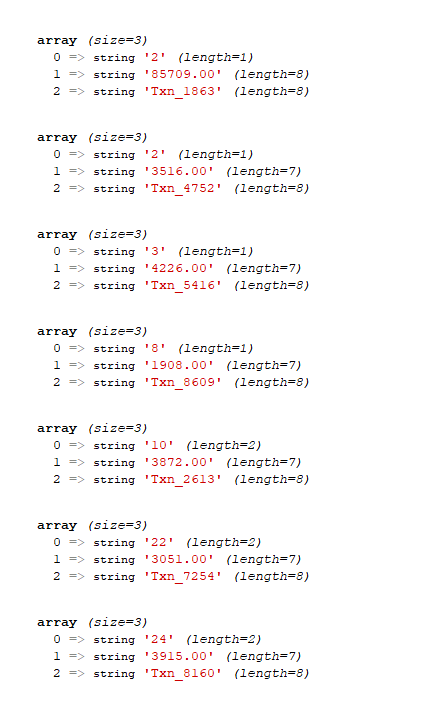 array (size=3)
0 => string '2' (length=1)
1 => string '85709.00' (length=8)
2 => string 'Txn_1863' (length=8)
array (size=3)
0 => string '2' (length=1)
1 => string '3516.00' (length=7)
2 => string 'Txn_4752' (length=8)
array (size=3)
0 => string '3' (length=1)
1 => string '4226.00' (length=7)
2 => string 'Txn_5416' (length=8)
array (size=3)
0 => string '8' (length=1)
1 => string '1908.00' (length=7)
2 => string 'Txn_8609' (length=8)
array (size=3)
0 => string '10' (length=2)
1 => string '3872.00' (length=7)
2 => string 'Txn_2613' (length=8)
array (size=3)
0 => string '22' (length=2)
1 => string '3051.00' (length=7)
2 => string 'Txn_7254' (length=8)
array (size=3)
0 => string '24' (length=2)
1 => string '3915.00' (length=7)
2 => string 'Txn_8160' (length=8)